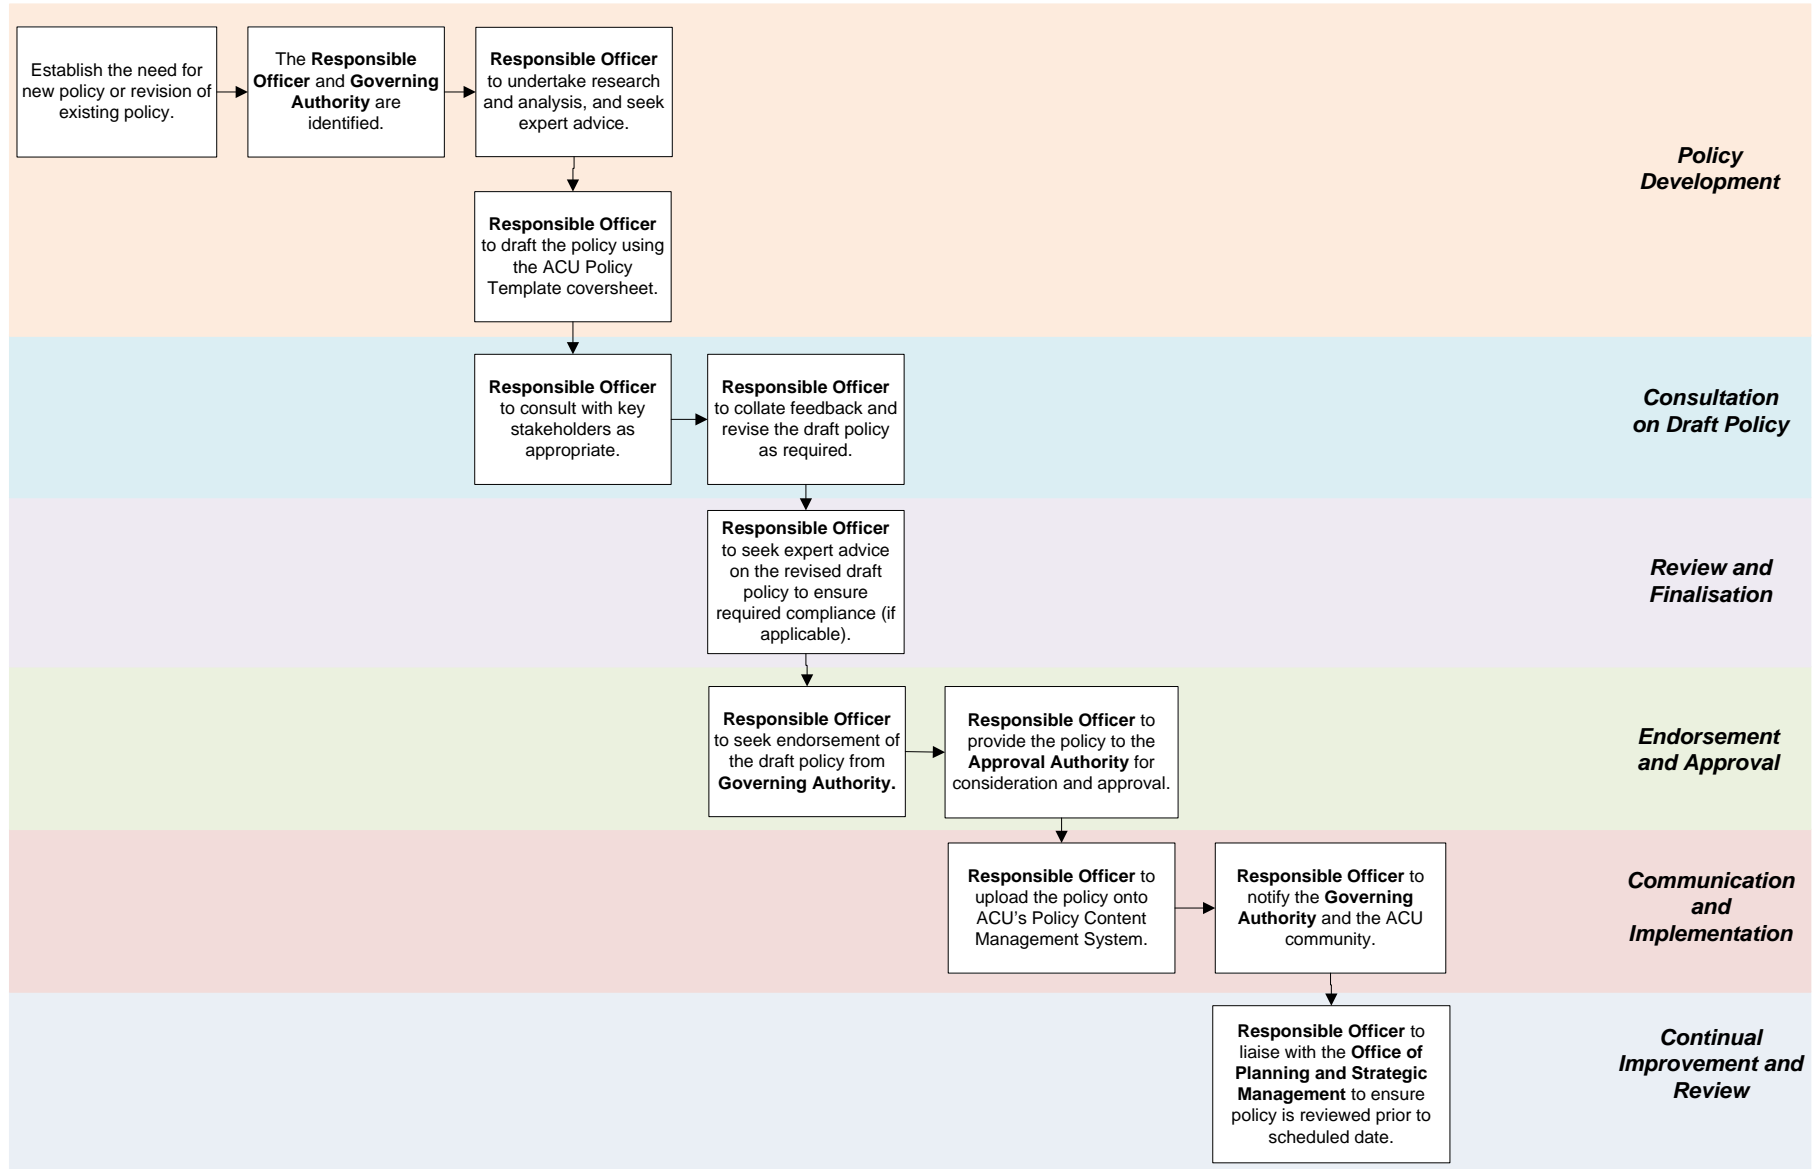 Establish the need for
new policy or revision of
existing policy.
The Responsible
Officer and Governing
Authority are
identified.
Responsible Officer
to undertake research
and analysis, and seek
expert advice.
Policy
Development
Responsible Officer
to draft the policy using
the ACU Policy
Template coversheet.
Responsible Officer
to consult with key
stakeholders as
appropriate.
Responsible Officer
to collate feedback and
revise the draft policy
as required.
Consultation
on Draft Policy
Responsible Officer
to seek expert advice
on the revised draft
policy to ensure
required compliance (if
applicable).
Review and
Finalisation
Responsible Officer
to seek endorsement of
the draft policy from
Governing Authority.
Responsible Officer to
provide the policy to the
Approval Authority for
consideration and approval.
Endorsement
and Approval
Responsible Officer to
upload the policy onto
ACU's Policy Content
Management System.
Responsible Officer to
notify the Governing
Authority and the ACU
community.
Communication
and
Implementation
Responsible Officer to
liaise with the Office of
Planning and Strategic
Management to ensure
policy is reviewed prior to
scheduled date.
Continual
Improvement and
Review